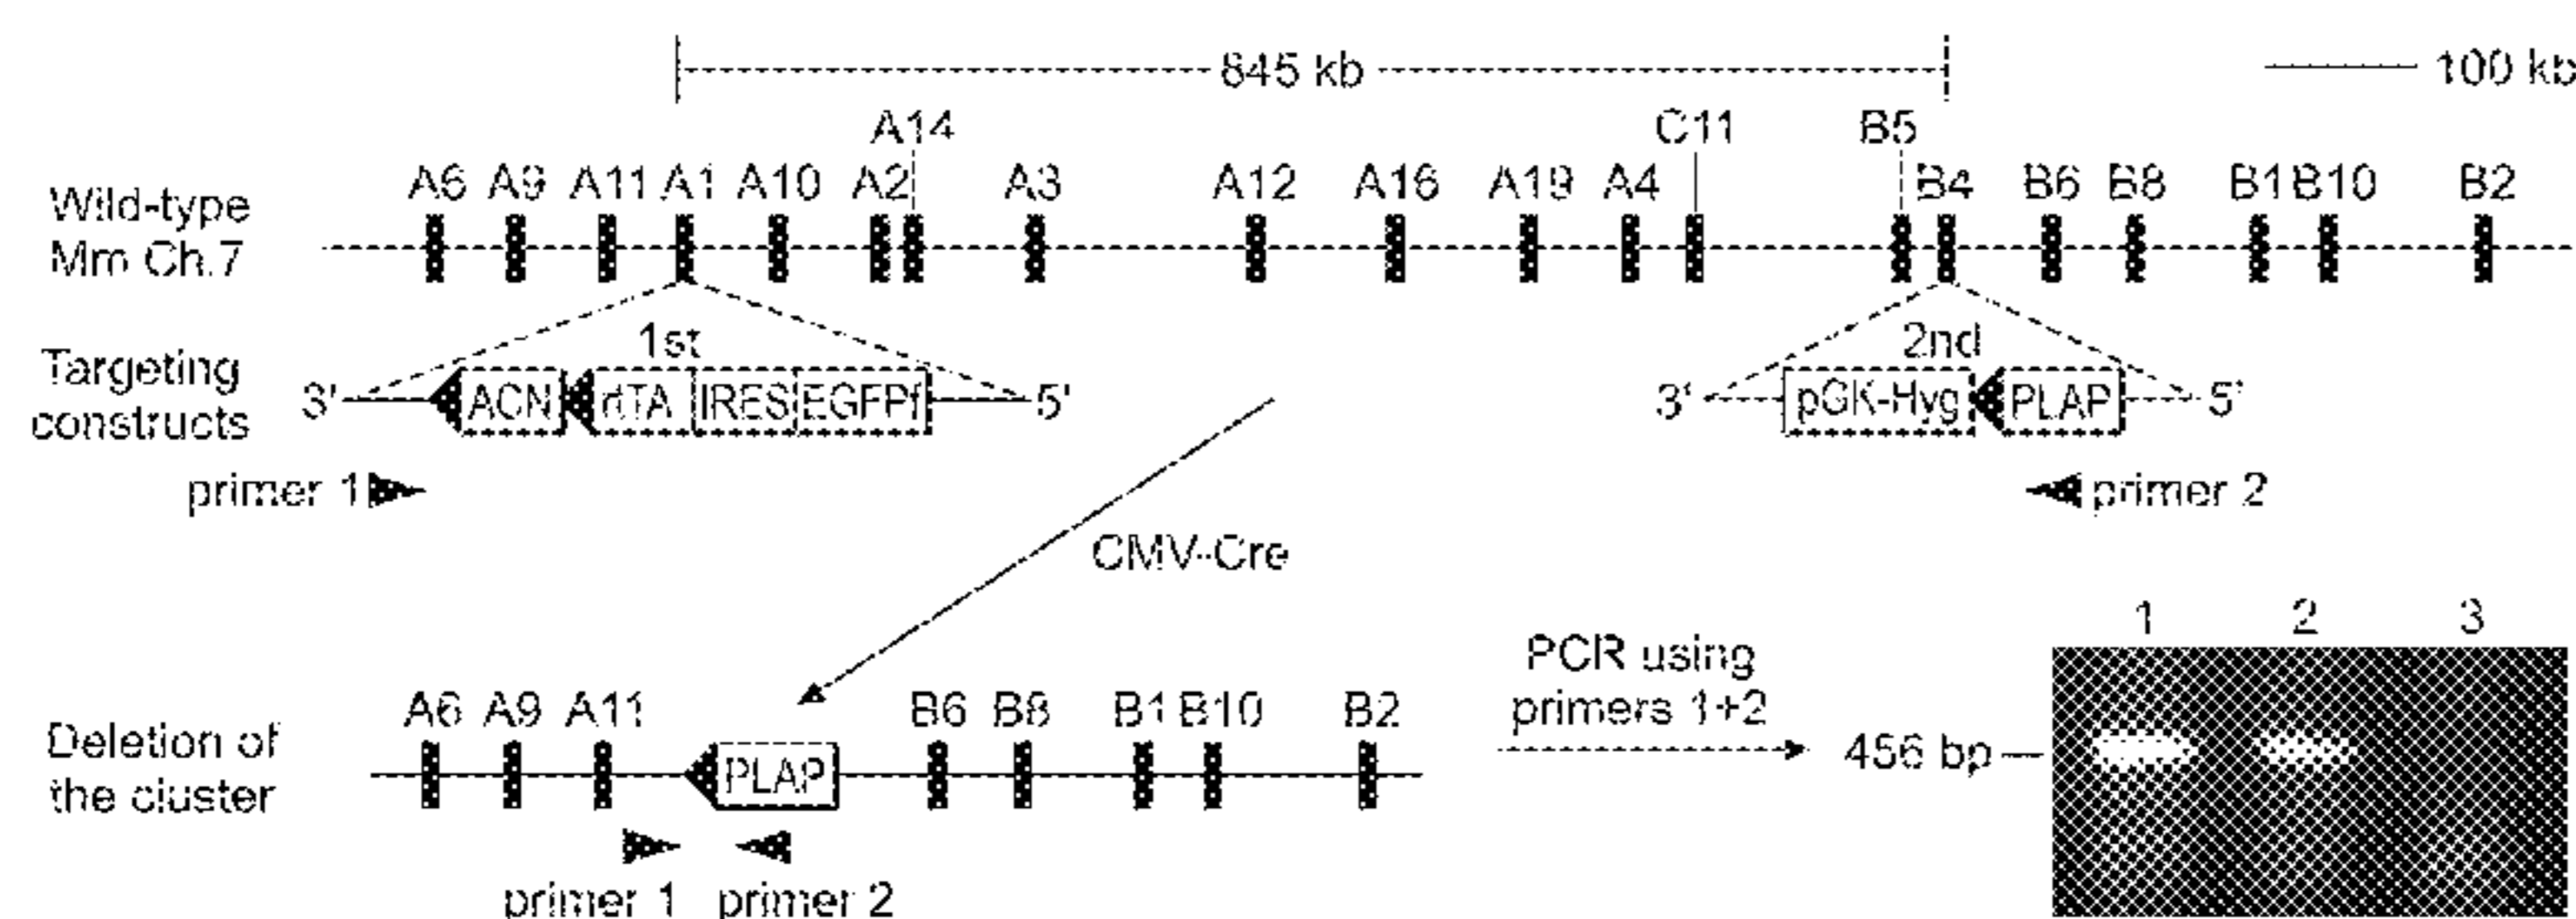 845 kb
100 kb
A14 C11 B5
A6 A9 A11 A1 A10 A2 A3 A12 A16 A19 A4 B4 B6 B8 B1 B10 B2
Wild-type
Mm Ch.7
Targeting
constructs
1st
3' ACN rtTA IRES EGFPf 5'
2nd
3' pGK-Hyg PLAP 5'
primer 1
primer 2
CMV-Cre
Deletion of
the cluster
A6 A9 A11 B6 B8 B1 B10 B2
PLAP
primer 1 primer 2
PCR using
primers 1+2
1 2 3
456 bp